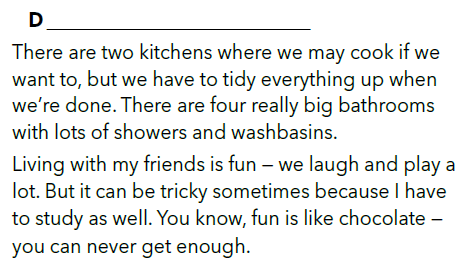 D
There are two kitchens where we may cook if we
want to, but we have to tidy everything up when
we're done. There are four really big bathrooms
with lots of showers and washbasins.
Living with my friends is fun – we laugh and play a
lot. But it can be tricky sometimes because I have
to study as well. You know, fun is like chocolate –
you can never get enough.